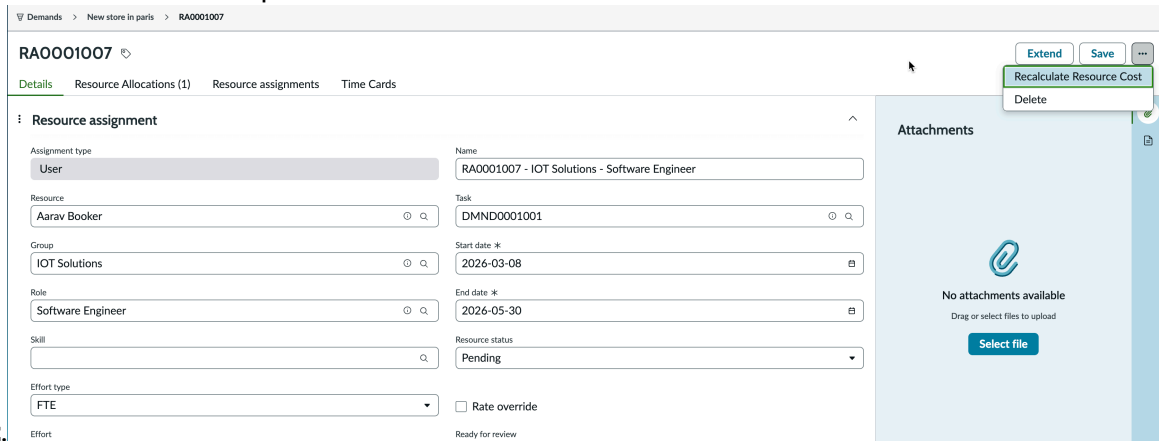 Demands > New store in paris > RA0001007
RA0001007
Extend Save ...
Recalculate Resource Cost
Delete
Details Resource Allocations (1) Resource assignments Time Cards
Resource assignment
Attachments
Assignment type
User
Name
RA0001007 - IOT Solutions - Software Engineer
Resource
Aarav Booker
Task
DMND0001001
Group
IOT Solutions
Start date *
2026-03-08
Role
Software Engineer
End date *
2026-05-30
Skill
Resource status
Pending
Effort type
FTE
Rate override
Effort
Ready for review
No attachments available
Drag or select files to upload
Select file